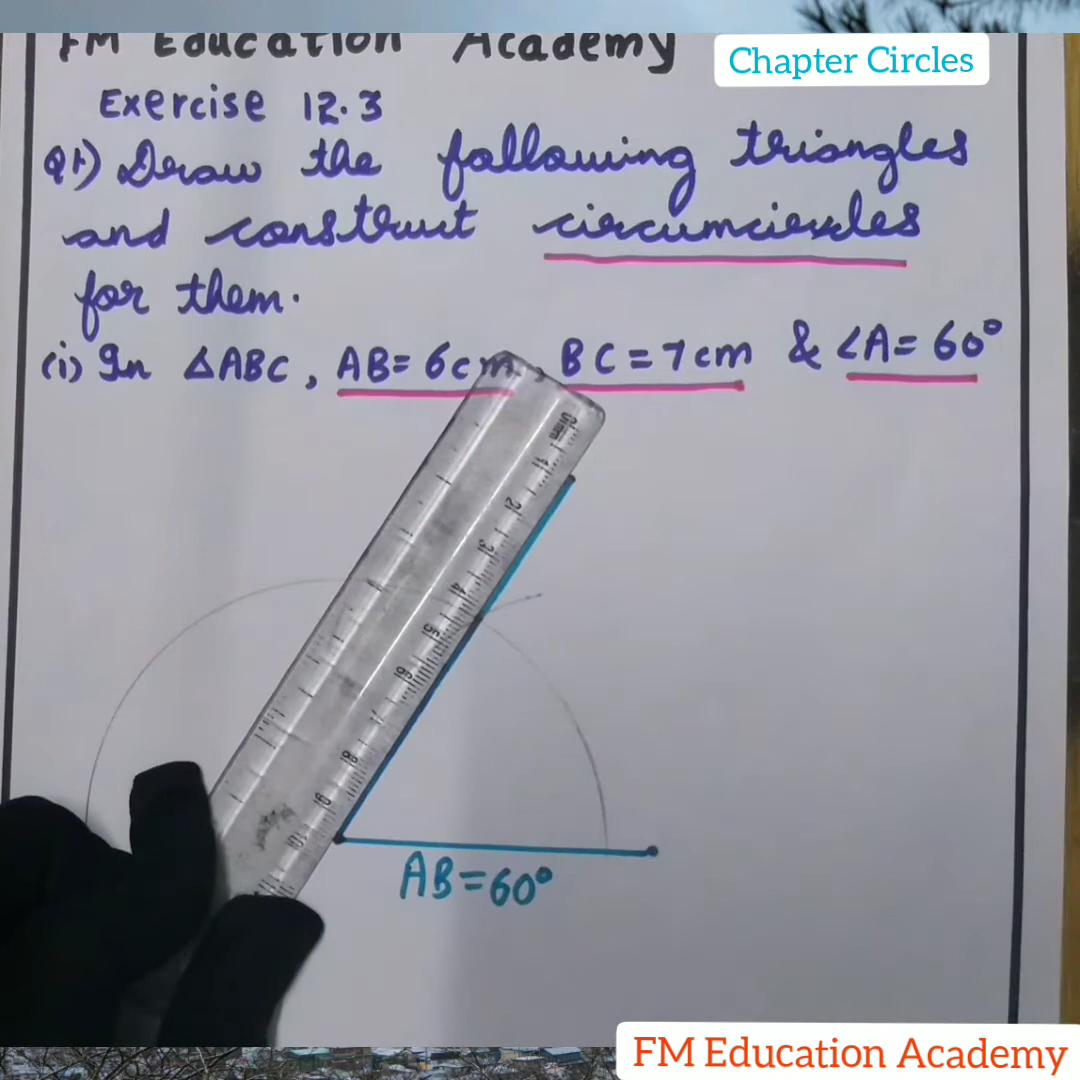 FM Education Academy
Chapter Circles
Exercise 12.3
Q1) Draw the following triangles
and construct circumcircles
for them.
(i) In △ABC, AB= 6cm, BC=7cm & ∠A= 60°
AB=60°
FM Education Academy